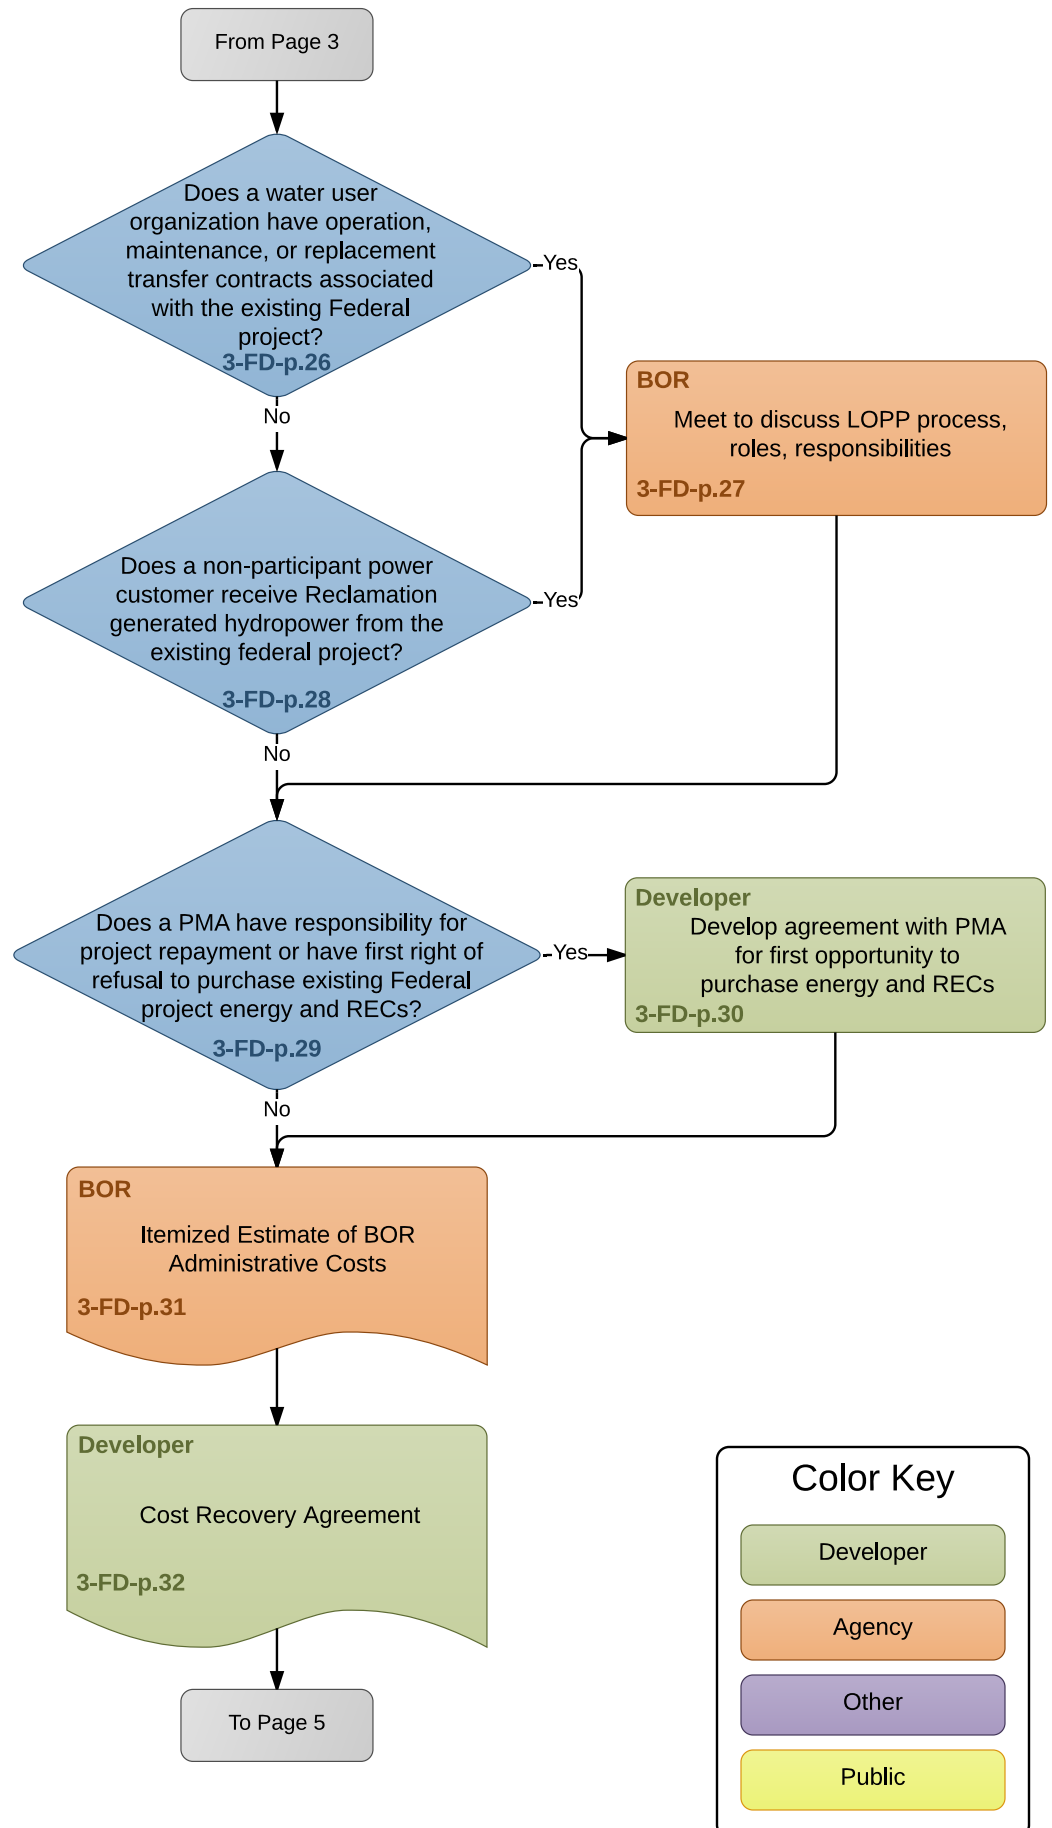 From Page 3
Does a water user
organization have operation,
maintenance, or replacement
transfer contracts associated
with the existing Federal
project?
3-FD-p.26
Yes
No
BOR
Meet to discuss LOPP process,
roles, responsibilities
3-FD-p.27
Does a non-participant power
customer receive Reclamation
generated hydropower from the
existing federal project?
3-FD-p.28
Yes
No
Does a PMA have responsibility for
project repayment or have first right of
refusal to purchase existing Federal
project energy and RECs?
3-FD-p.29
Yes
No
Developer
Develop agreement with PMA
for first opportunity to
purchase energy and RECs
3-FD-p.30
BOR
Itemized Estimate of BOR
Administrative Costs
3-FD-p.31
Developer
Cost Recovery Agreement
3-FD-p.32
To Page 5
Color Key
Developer
Agency
Other
Public